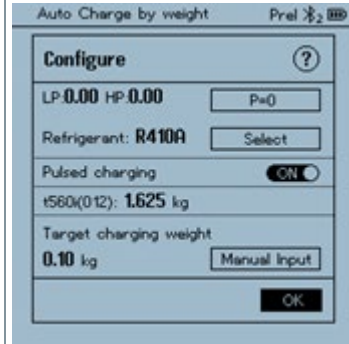 Auto Charge by weight Prel 2
Configure ?
LP:0.00 HP:0.00 P=0
Refrigerant: R410A Select
Pulsed charging ON
t560i(012): 1.625 kg
Target charging weight
0.10 kg Manual Input
OK